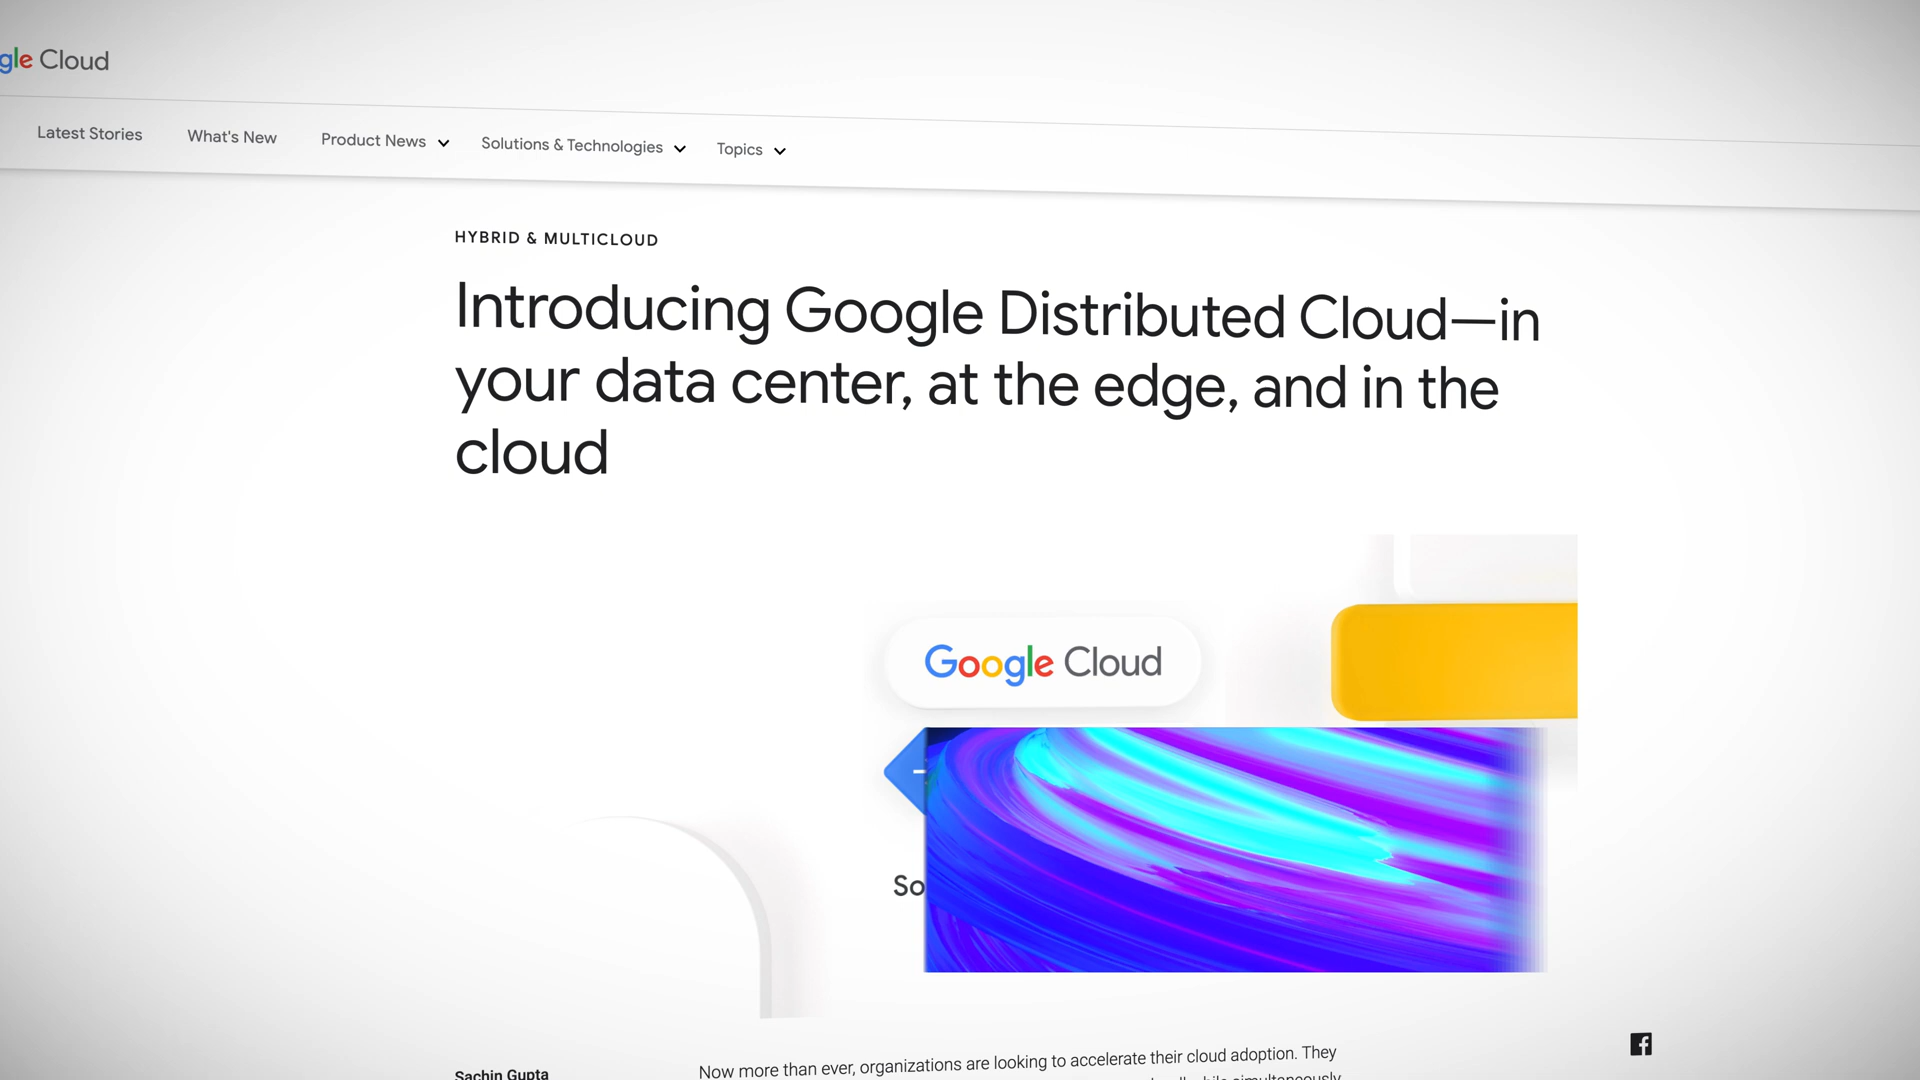 gle Cloud
Latest Stories What's New Product News Solutions & Technologies Topics
HYBRID & MULTICLOUD
Introducing Google Distributed Cloud—in
your data center, at the edge, and in the
cloud
Google Cloud
So
Sachin Gupta
Now more than ever, organizations are looking to accelerate their cloud adoption. They
simultaneously